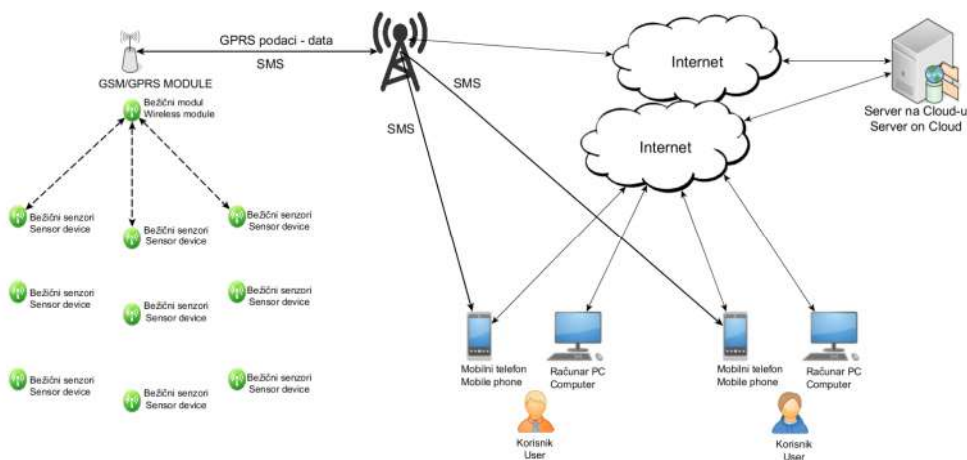 GPRS podaci - data
SMS
GSM/GPRS MODULE
Bežični modul
Wireless module
SMS
SMS
Internet
Internet
Server na Cloud-u
Server on Cloud
Bežični senzori
Sensor device
Bežični senzori
Sensor device
Bežični senzori
Sensor device
Bežični senzori
Sensor device
Bežični senzori
Sensor device
Bežični senzori
Sensor device
Bežični senzori
Sensor device
Bežični senzori
Sensor device
Bežični senzori
Sensor device
Mobilni telefon
Mobile phone
Računar PC
Computer
Korisnik
User
Mobilni telefon
Mobile phone
Računar PC
Computer
Korisnik
User